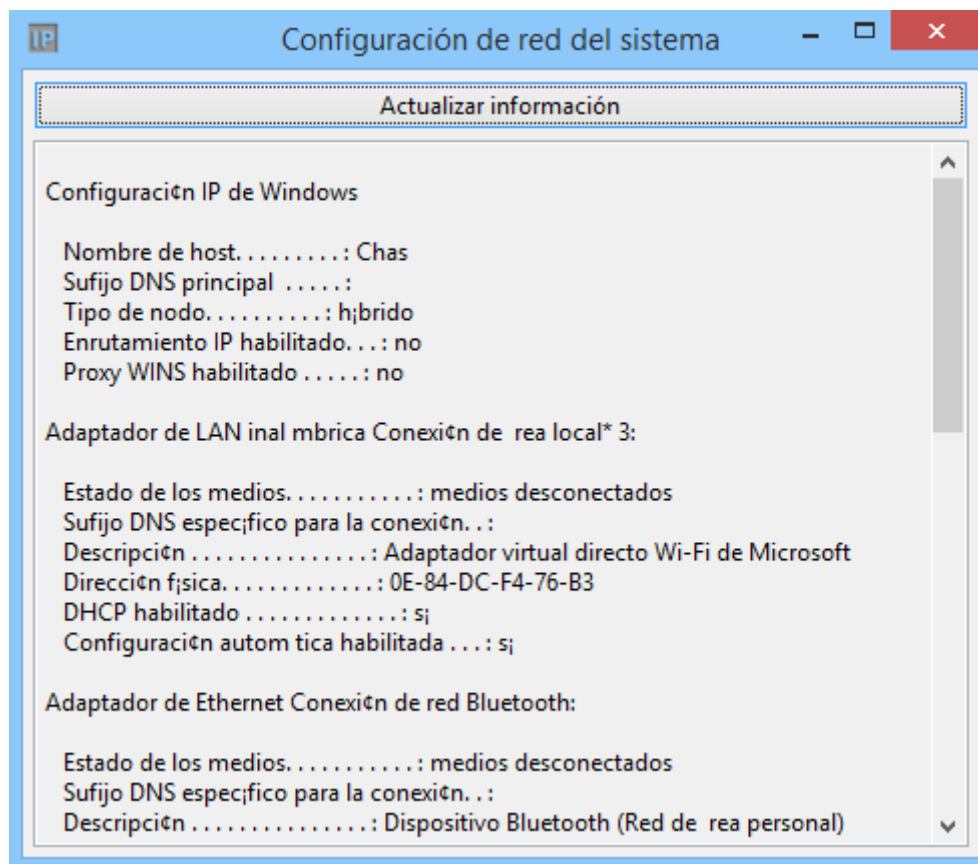 IP
Configuración de red del sistema
Actualizar información
Configuraci¢n IP de Windows
Nombre de host. . . . . . . . . : Chas
Sufijo DNS principal  . . . . . :
Tipo de nodo. . . . . . . . . . : h¡brido
Enrutamiento IP habilitado. . . : no
Proxy WINS habilitado . . . . . : no
Adaptador de LAN inal mbrica Conexi¢n de  rea local* 3:
Estado de los medios. . . . . . . . . . . : medios desconectados
Sufijo DNS espec¡fico para la conexi¢n. . :
Descripci¢n . . . . . . . . . . . . . . . : Adaptador virtual directo Wi-Fi de Microsoft
Direcci¢n f¡sica. . . . . . . . . . . . . : 0E-84-DC-F4-76-B3
DHCP habilitado . . . . . . . . . . . . . : s¡
Configuraci¢n autom tica habilitada . . . : s¡
Adaptador de Ethernet Conexi¢n de red Bluetooth:
Estado de los medios. . . . . . . . . . . : medios desconectados
Sufijo DNS espec¡fico para la conexi¢n. . :
Descripci¢n . . . . . . . . . . . . . . . : Dispositivo Bluetooth (Red de  rea personal)